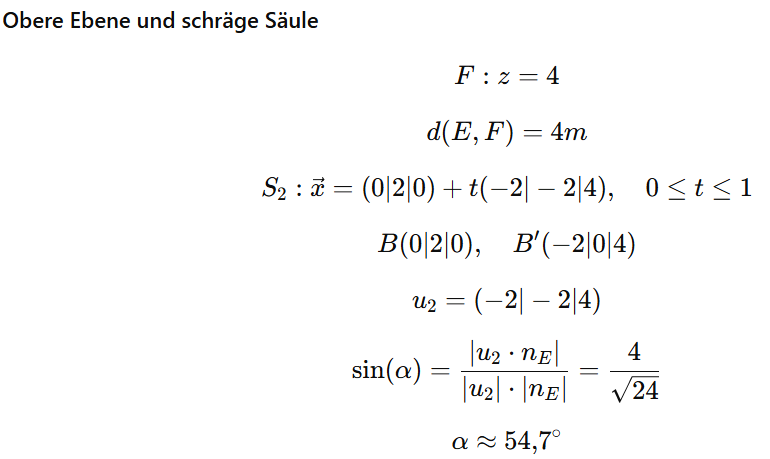 Obere Ebene und schräge Säule
F : z = 4
d(E, F) = 4m
S₂ : x⃗ = (0|2|0) + t(−2| − 2|4), 0 ≤ t ≤ 1
B(0|2|0), B′(−2|0|4)
u₂ = (−2| − 2|4)
sin(α) = |u₂ · n_E| / |u₂| · |n_E| = 4 / √24
α ≈ 54,7°